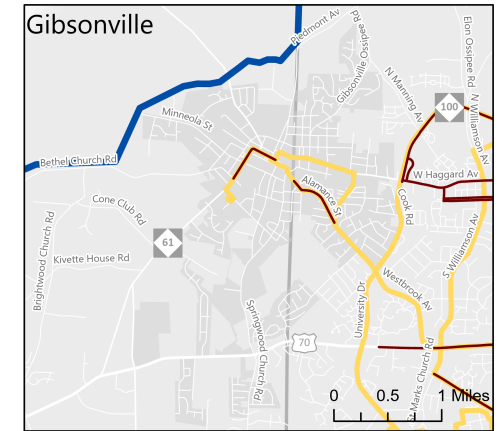 Gibsonville
Piedmont Av
Gibsonville Ossipee Rd
Elon Ossipee Rd
N Manning Av
N Williamson Av
100
Minneola St
Bethel Church Rd
W Haggard Av
Alamance St
Cone Club Rd
Cook Rd
61
Brightwood Church Rd
Kivette House Rd
S Williamson Av
Westbrook Av
University Dr
Springwood Church Rd
70
Marks Church Rd
0 0.5 1 Miles